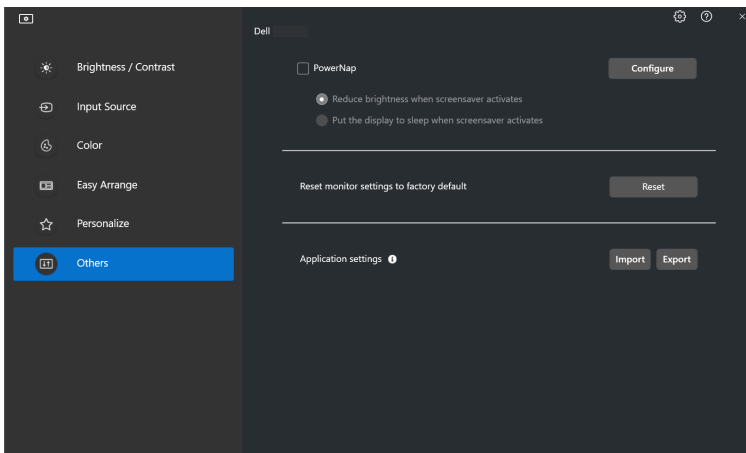 Dell
Brightness / Contrast
Input Source
Color
Easy Arrange
Personalize
Others
PowerNap
Configure
Reduce brightness when screensaver activates
Put the display to sleep when screensaver activates
Reset monitor settings to factory default
Reset
Application settings
Import
Export